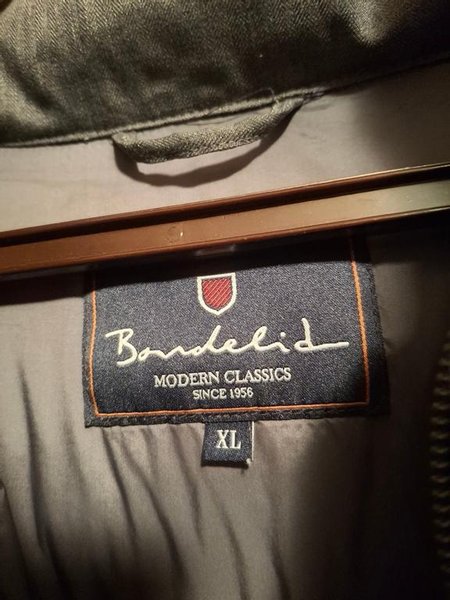 Bondelid
MODERN CLASSICS
SINCE 1956
XL